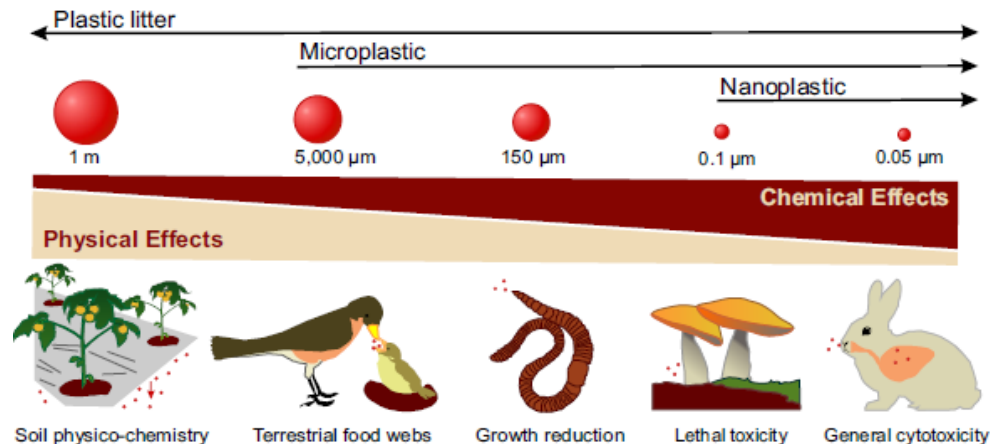 Plastic litter
Microplastic
Nanoplastic
1 m
5,000 µm
150 µm
0.1 µm
0.05 µm
Chemical Effects
Physical Effects
Soil physico-chemistry
Terrestrial food webs
Growth reduction
Lethal toxicity
General cytotoxicity